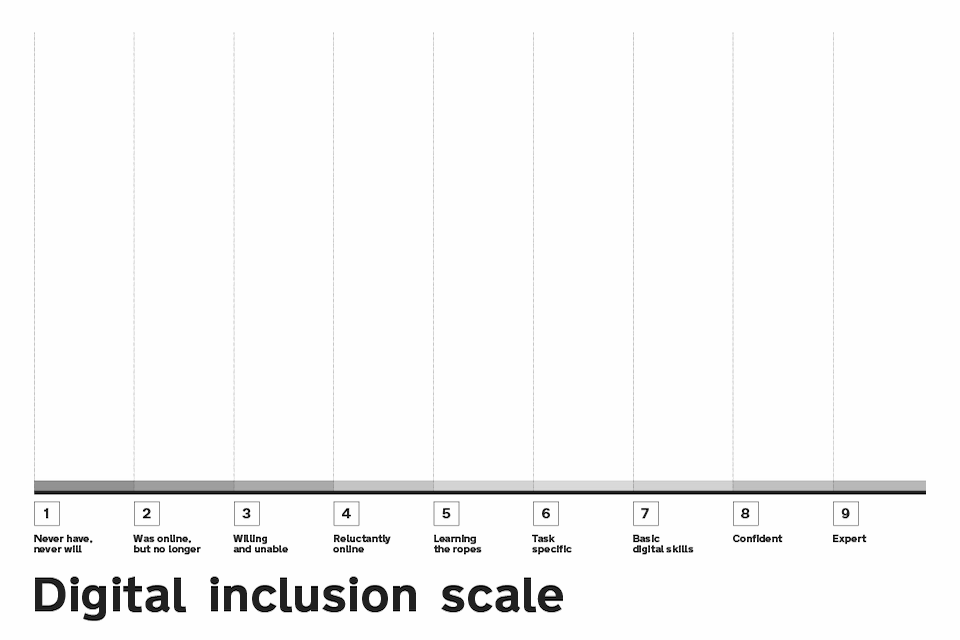 1 2 3 4 5 6 7 8 9
Never have, Was online, Willing Reluctantly Learning Task Basic Confident Expert
never will but no longer and unable online the ropes specific digital skills
Digital inclusion scale